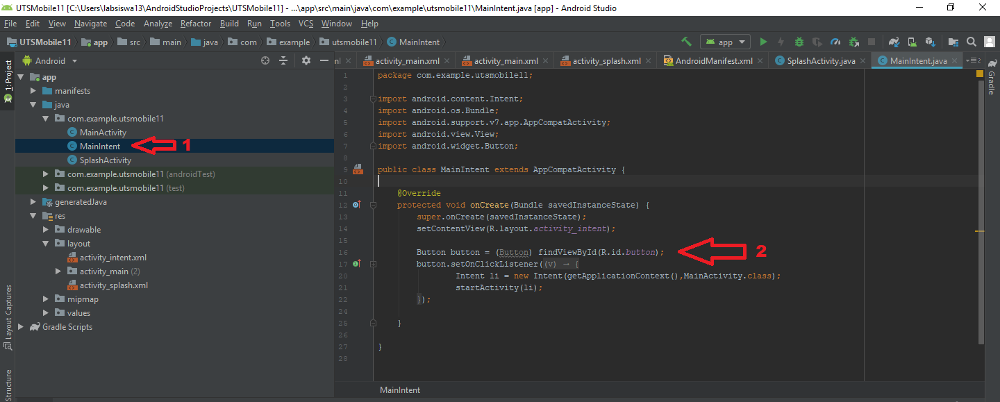 UTSMobile11 [C:\Users\labsiswa13\AndroidStudioProjects\UTSMobile11] - ...\app\src\main\java\com\example\utsmobile11\MainIntent.java [app] - Android Studio
File Edit View Navigate Code Analyze Refactor Build Run Tools VCS Window Help
UTSMobile11 app src main java com example utsmobile11 MainIntent app
1: Project
Android
nl activity_main.xml activity_main.xml activity_splash.xml AndroidManifest.xml SplashActivity.java MainIntent.java 2
Gradle
app
manifests
java
com.example.utsmobile11
MainActivity
MainIntent
1
SplashActivity
com.example.utsmobile11 (androidTest)
com.example.utsmobile11 (test)
generatedJava
res
drawable
layout
activity_intent.xml
activity_main (2)
activity_splash.xml
mipmap
values
Gradle Scripts
Layout Captures
Structure
1 package com.example.utsmobile11;
2
3 import android.content.Intent;
4 import android.os.Bundle;
5 import android.support.v7.app.AppCompatActivity;
6 import android.view.View;
7 import android.widget.Button;
8
9 public class MainIntent extends AppCompatActivity {
10
11 @Override
12 protected void onCreate(Bundle savedInstanceState) {
13 super.onCreate(savedInstanceState);
14 setContentView(R.layout.activity_intent);
15
16 Button button = (Button) findViewById(R.id.button);
2
17 button.setOnClickListener((v) → {
20 Intent li = new Intent(getApplicationContext(),MainActivity.class);
21 startActivity(li);
22 });
24
25 }
26
27 }
28
MainIntent